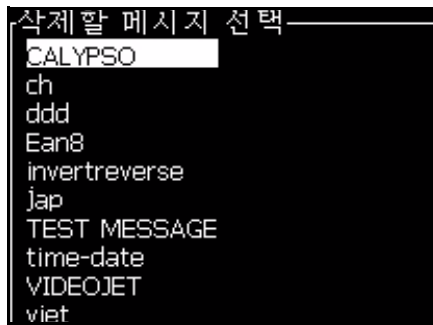 삭제할 메시지 선택
CALYPSO
ch
ddd
Ean8
invertreverse
jap
TEST MESSAGE
time-date
VIDEOJET
viet